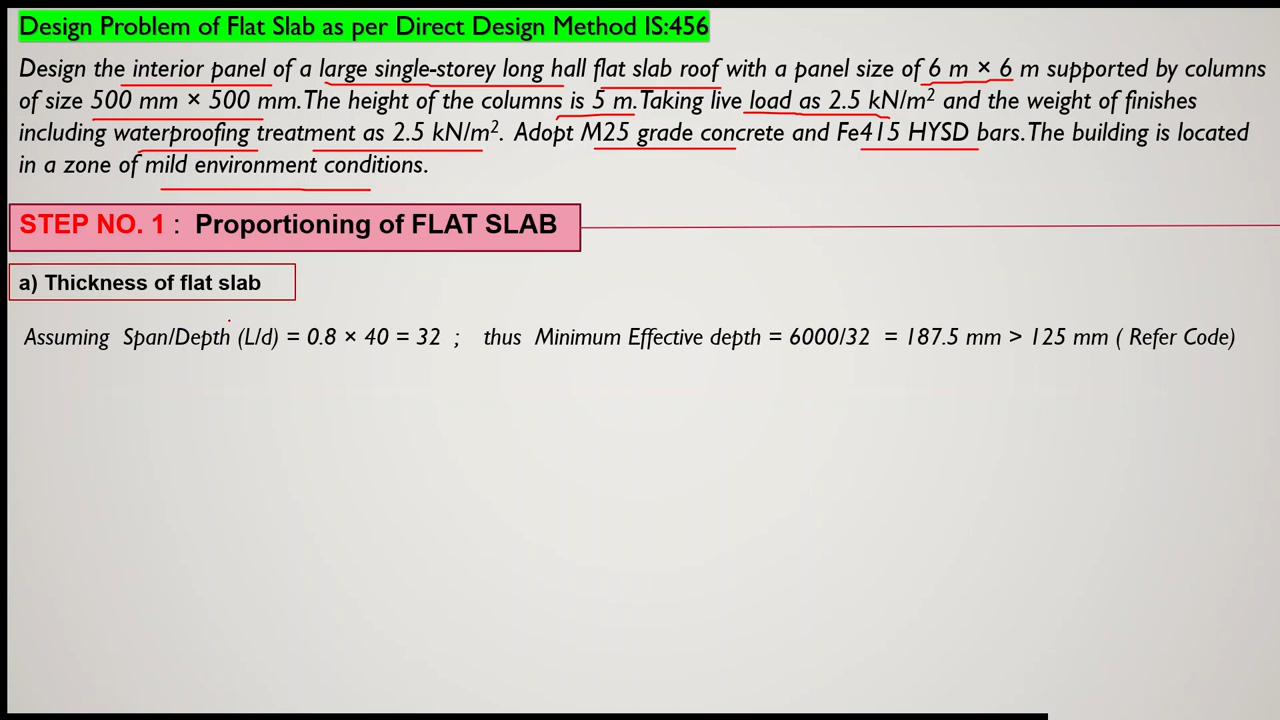 Design Problem of Flat Slab as per Direct Design Method IS:456
Design the interior panel of a large single-storey long hall flat slab roof with a panel size of 6 m × 6 m supported by columns
of size 500 mm × 500 mm. The height of the columns is 5 m. Taking live load as 2.5 kN/m² and the weight of finishes
including waterproofing treatment as 2.5 kN/m². Adopt M25 grade concrete and Fe415 HYSD bars. The building is located
in a zone of mild environment conditions.
STEP NO. 1 : Proportioning of FLAT SLAB
a) Thickness of flat slab
Assuming Span/Depth (L/d) = 0.8 × 40 = 32 ; thus Minimum Effective depth = 6000/32 = 187.5 mm > 125 mm ( Refer Code)